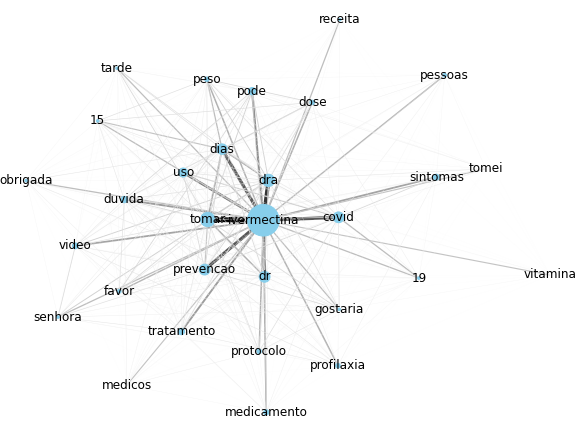 receita
tarde
pessoas
peso
pode
dose
15
dias
tomei
uso
dra
sintomas
obrigada
duvida
tomar
ivermectina
covid
video
prevencao
dr
19
vitamina
favor
gostaria
senhora
tratamento
protocolo
profilaxia
medicos
medicamento